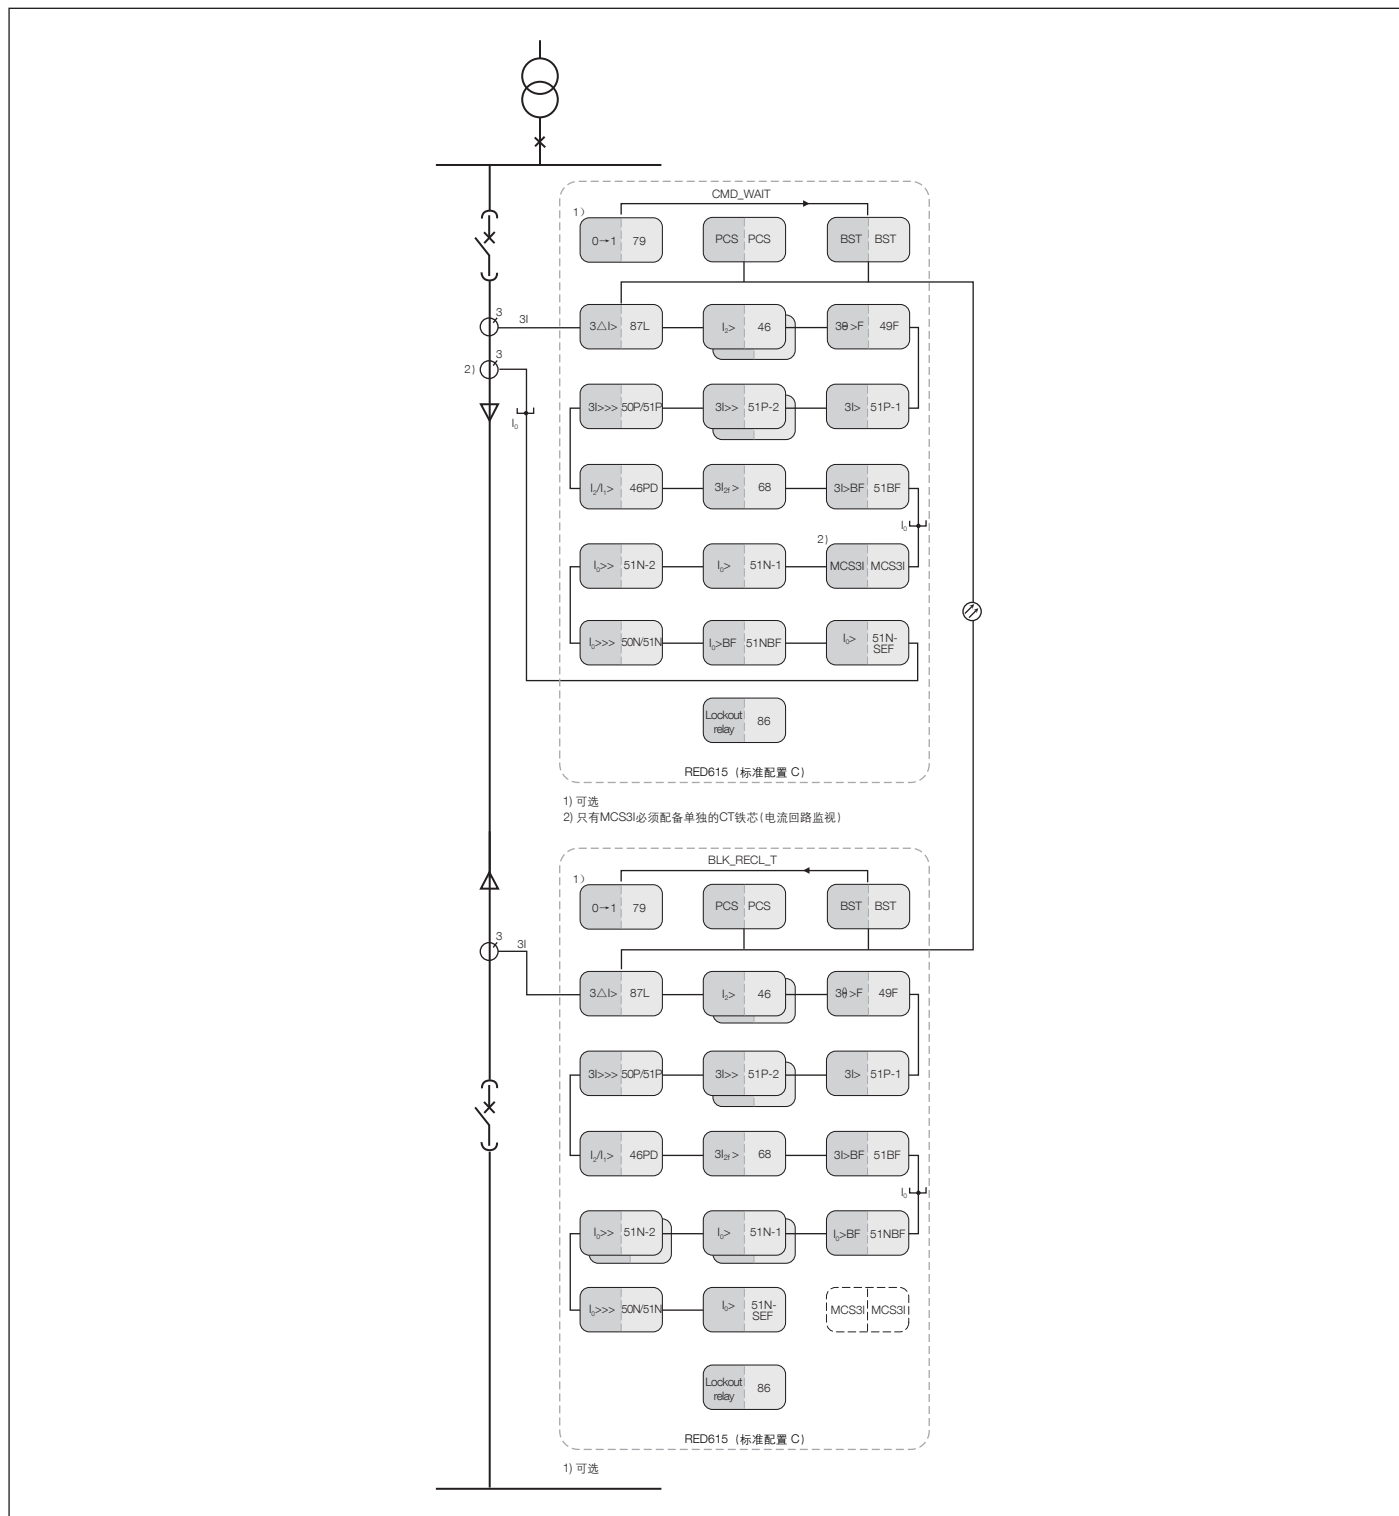 CMD_WAIT
1)
0→1 79
PCS PCS
BST BST
3
3I
3△I> 87L
I₂> 46
3θ>F 49F
2)
3
I₀
3I>>> 50P/51P
3I>> 51P-2
3I> 51P-1
I₂/I₁> 46PD
3I₂f> 68
3I>BF 51BF
I₀
2)
I₀>> 51N-2
I₀> 51N-1
MCS3I MCS3I
I₀>>> 50N/51N
I₀>BF 51NBF
I₀> 51N-
SEF
Lockout
relay 86
RED615 (标准配置 C)
1) 可选
2) 只有MCS3I必须配备单独的CT铁芯(电流回路监视)
BLK_RECL_T
1)
0→1 79
PCS PCS
BST BST
3
3I
3△I> 87L
I₂> 46
3θ>F 49F
3I>>> 50P/51P
3I>> 51P-2
3I> 51P-1
I₂/I₁> 46PD
3I₂f> 68
3I>BF 51BF
I₀
I₀>> 51N-2
I₀> 51N-1
I₀>BF 51NBF
I₀>>> 50N/51N
I₀> 51N-
SEF
MCS3I MCS3I
Lockout
relay 86
RED615 (标准配置 C)
1) 可选